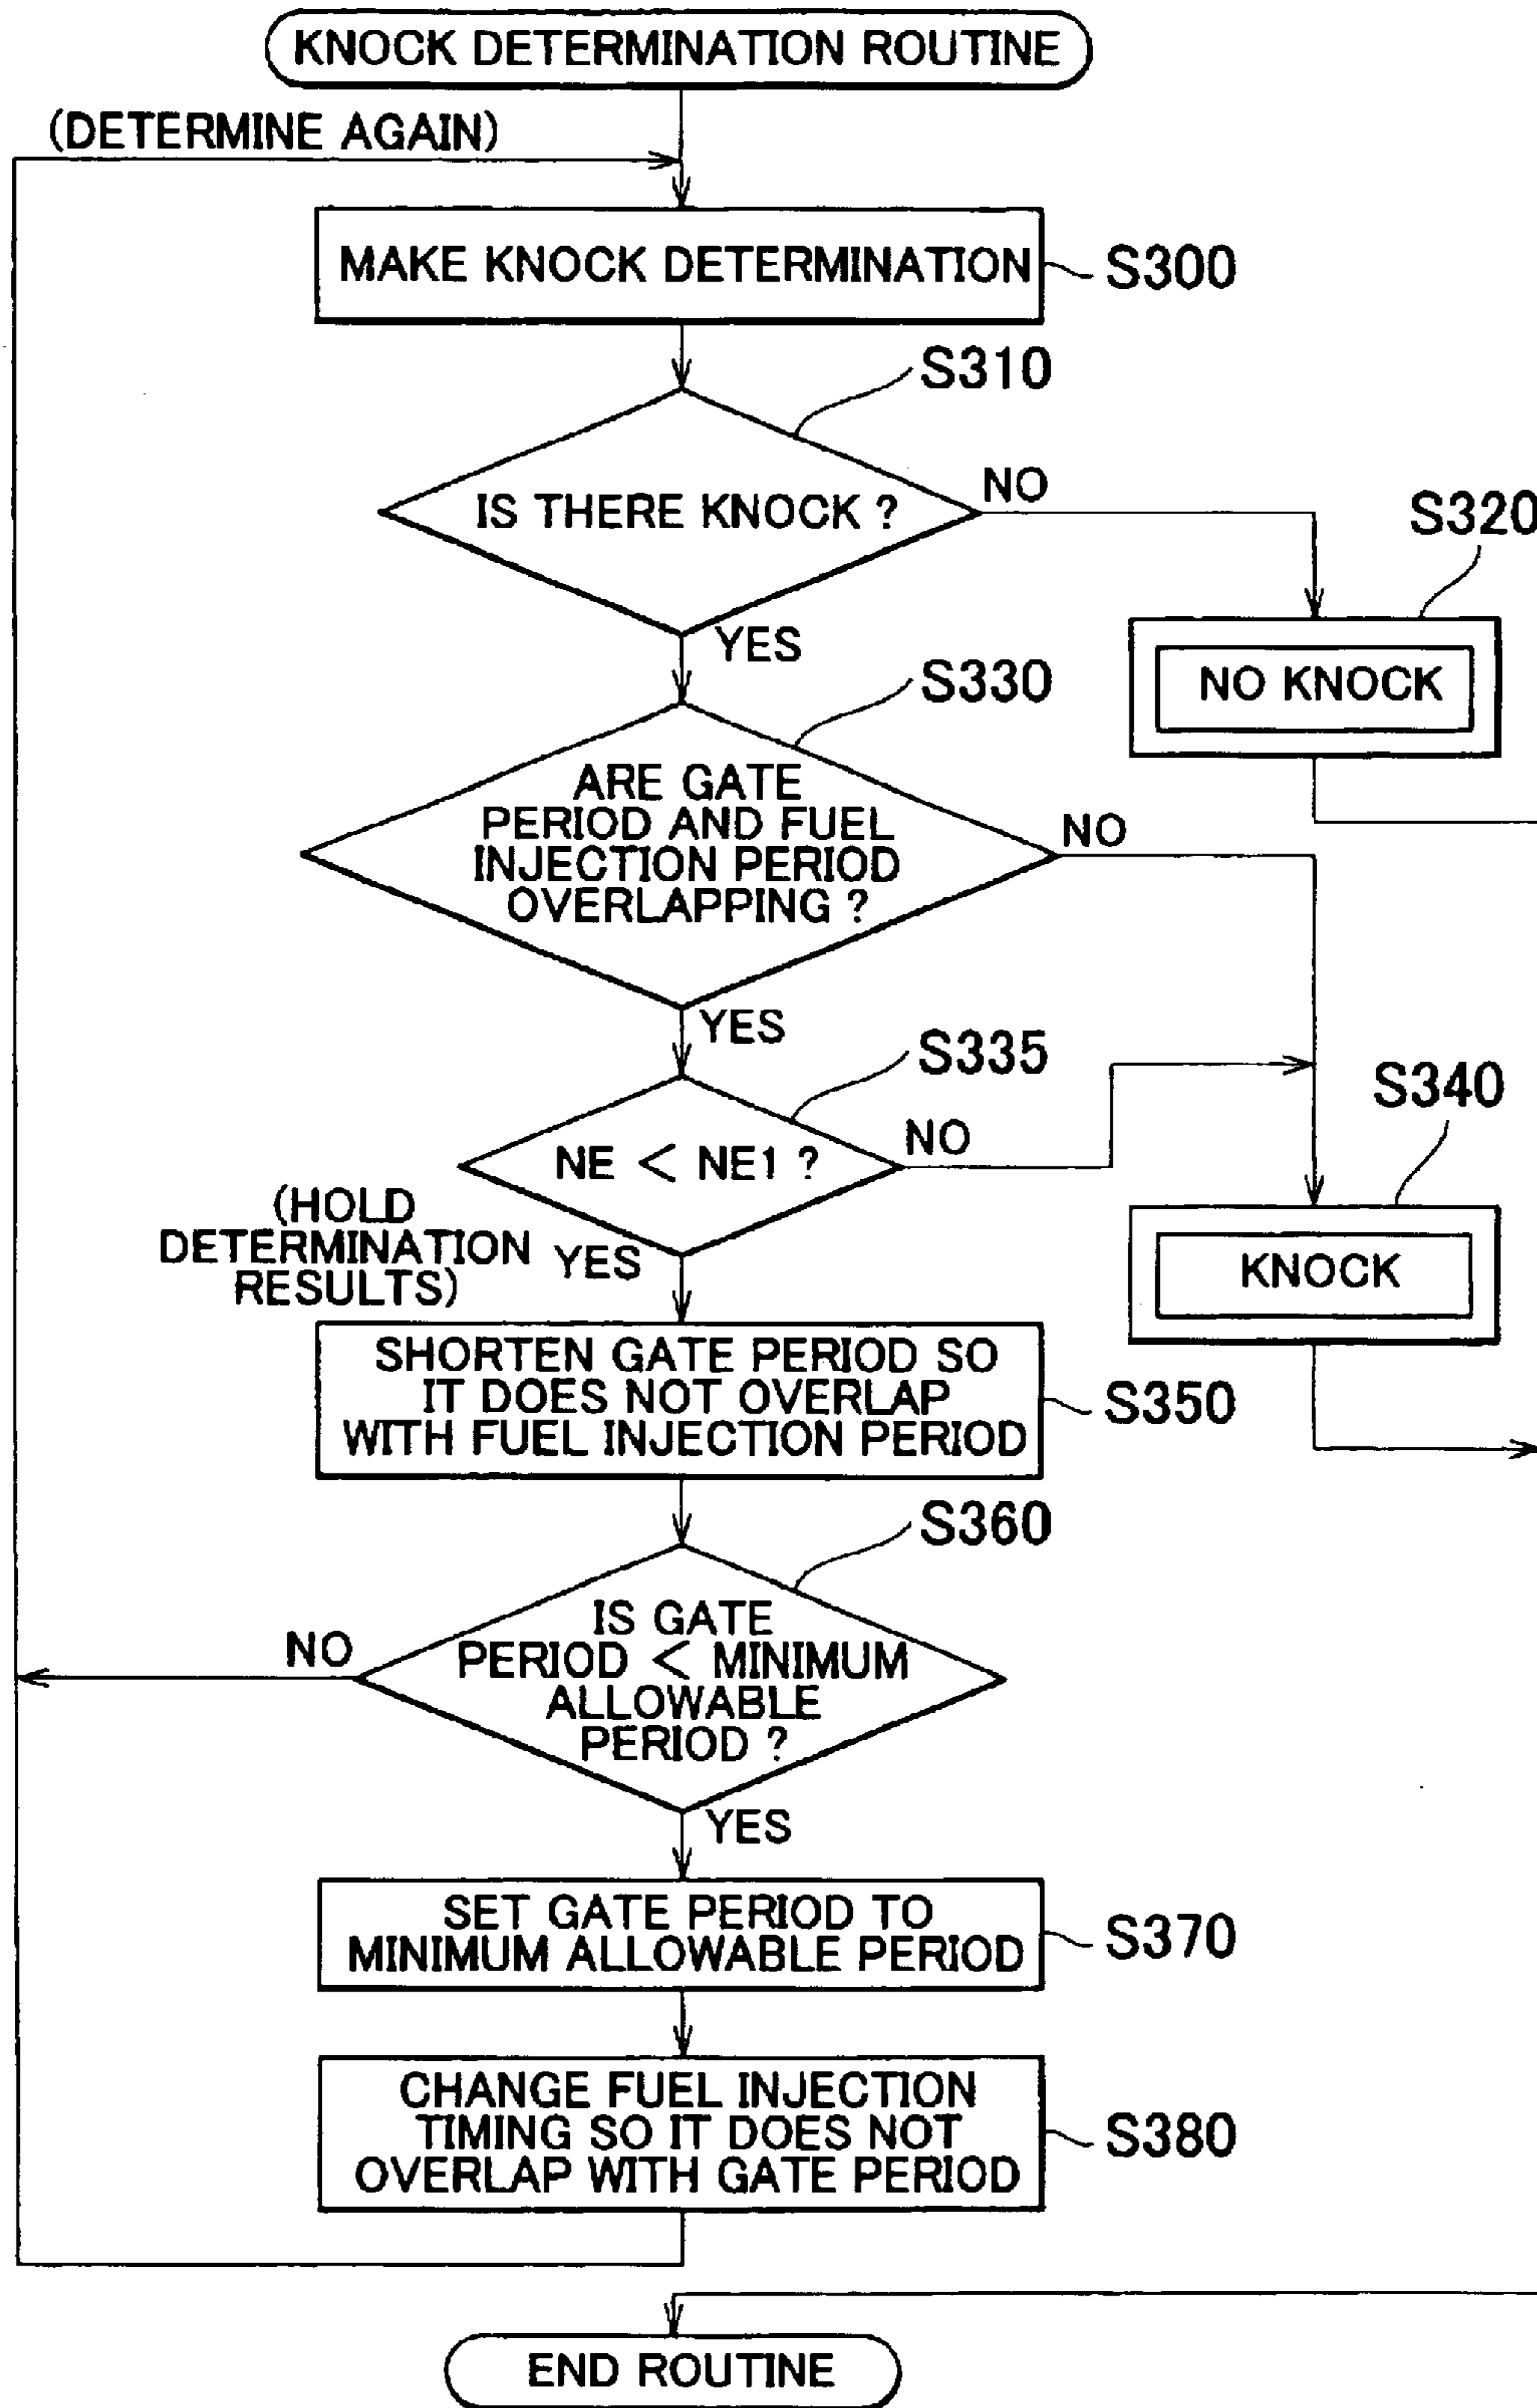 KNOCK DETERMINATION ROUTINE
(DETERMINE AGAIN)
MAKE KNOCK DETERMINATION
S300
S310
IS THERE KNOCK ?
NO
S320
NO KNOCK
YES
S330
ARE GATE
PERIOD AND FUEL
INJECTION PERIOD
OVERLAPPING ?
NO
YES
S335
NE < NE1 ?
NO
S340
KNOCK
(HOLD
DETERMINATION
RESULTS)
YES
SHORTEN GATE PERIOD SO
IT DOES NOT OVERLAP
WITH FUEL INJECTION PERIOD
S350
S360
IS GATE
PERIOD < MINIMUM
ALLOWABLE
PERIOD ?
NO
YES
SET GATE PERIOD TO
MINIMUM ALLOWABLE PERIOD
S370
CHANGE FUEL INJECTION
TIMING SO IT DOES NOT
OVERLAP WITH GATE PERIOD
S380
END ROUTINE